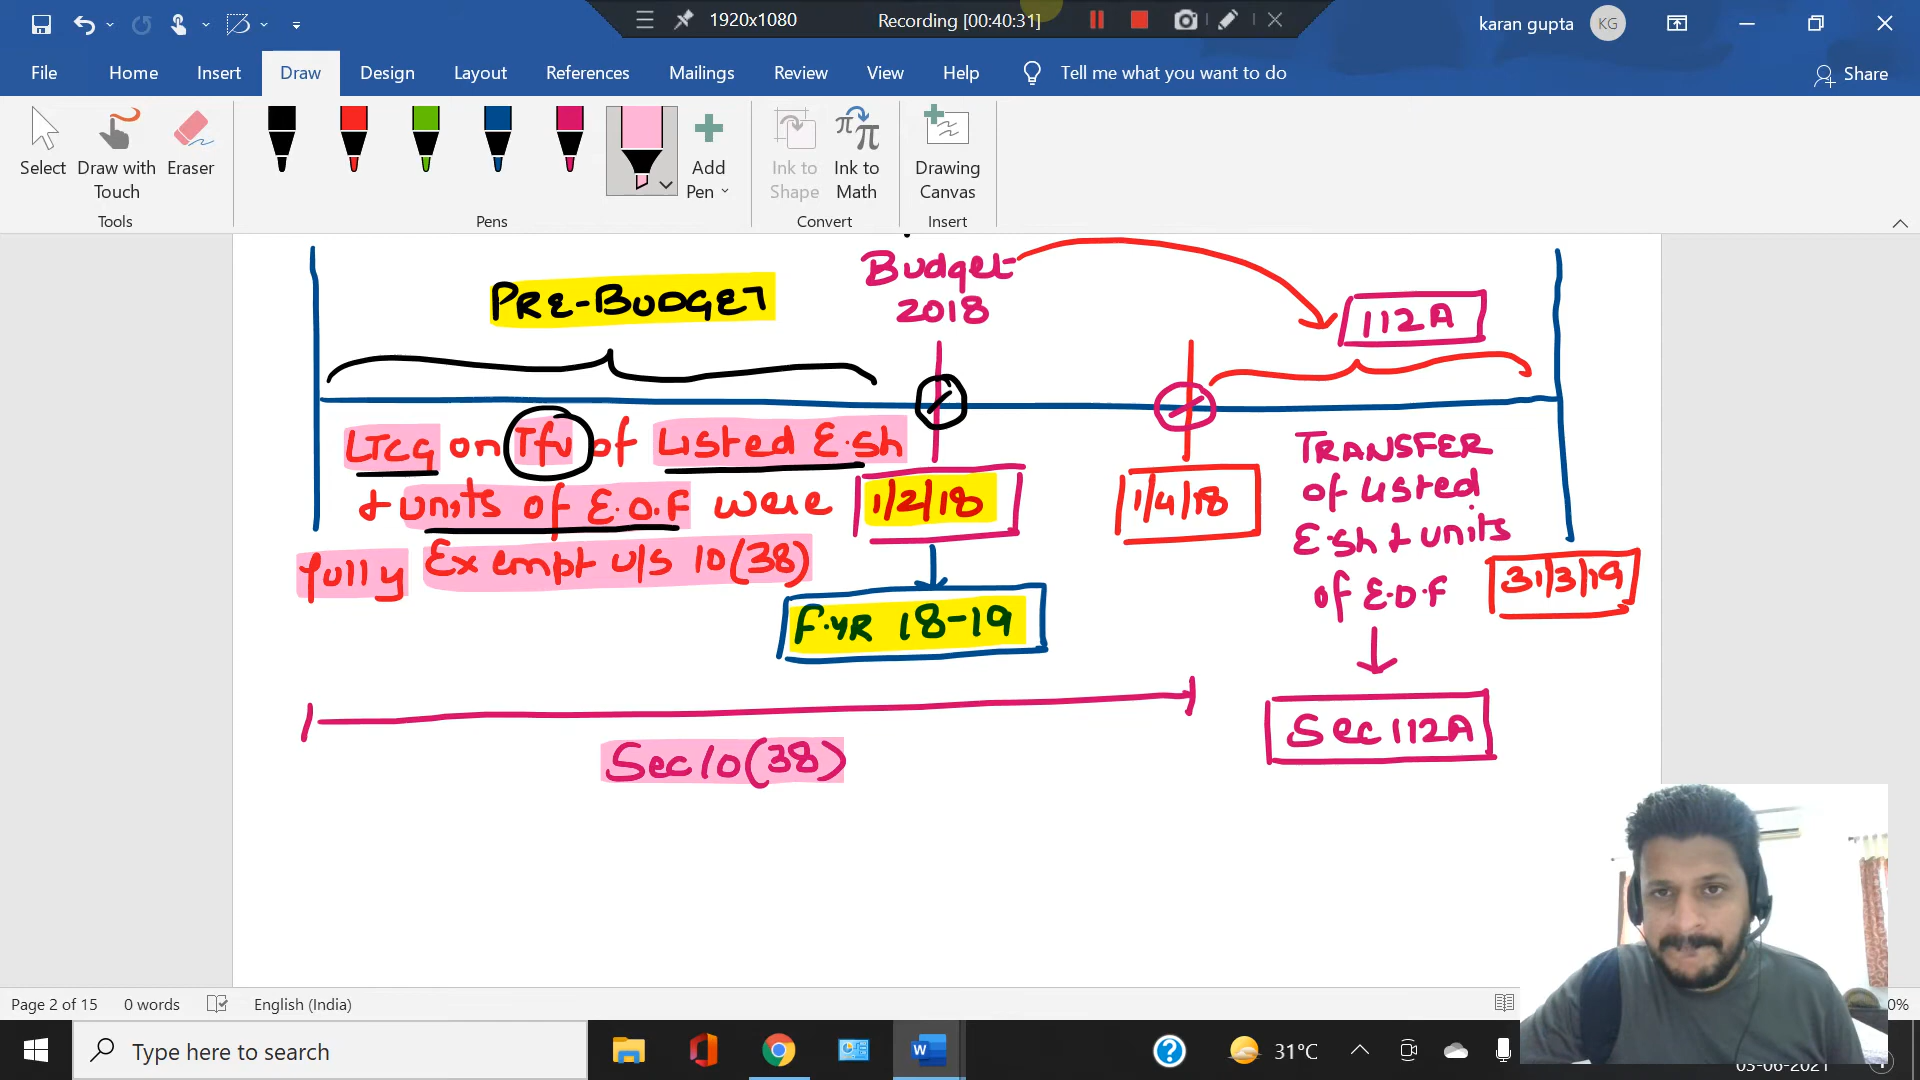 1920x1080
Recording [00:40:31]
karan gupta
KG
File Home Insert Draw Design Layout References Mailings Review View Help Tell me what you want to do
Share
Select
Draw with Touch
Eraser
Tools
Pens
Add Pen
Ink to Shape
Ink to Math
Convert
Drawing Canvas
Insert
Budget
2018
PRE-BUDGET
112A
LTCG on Tfr of Listed E.sh
+ units of E.O.F were
fully Exempt u/s 10(38)
1/2/18
F.YR 18-19
1/4/18
TRANSFER
of Listed
E.sh + units
of E.O.F
31/3/19
Sec 112A
Sec 10(38)
Page 2 of 15 0 words English (India)
0%
Type here to search
31°C
03-06-2021